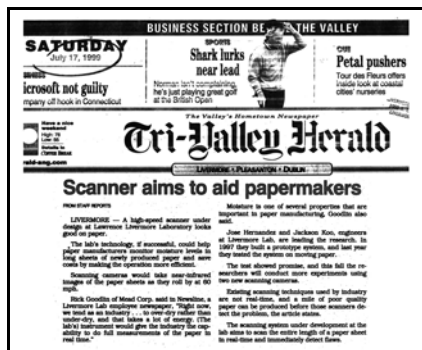 BUSINESS SECTION BE THE VALLEY
SATURDAY
July 17, 1999
SPORTS
Shark lurks
near lead
Norman isn't complaining,
he's just playing great golf
at the British Open
OUT
Petal pushers
Tour des Fleurs offers
inside look at coastal
cities' nurseries
icrosoft not guilty
mpany off hook in Connecticut
Have a nice
weekend
The Valley's Hometown Newspaper
Tri-Valley Herald
rald-ang.com
LIVERMORE • PLEASANTON • DUBLIN
Scanner aims to aid papermakers
FROM STAFF REPORTS
LIVERMORE — A high-speed scanner under
design at Lawrence Livermore Laboratory looks
good on paper.
The lab's technology, if successful, could help
paper manufacturers monitor moisture levels in
long sheets of newly produced paper and save
costs by making the operation more efficient.
Scanning cameras would take near-infrared
images of the paper sheets as they roll by at 60
mph.
Rick Goodlin of Mead Corp. said in Newsline, a
Livermore Lab employee newspaper, "Right now,
we tend as an industry . . . to over-dry rather than
under-dry, and that takes a lot of energy. (The
lab's) instrument would give the industry the cap-
ability to do full measurements of the paper in
real time."
Moisture is one of several properties that are
important in paper manufacturing, Goodlin also
said.
Jose Hernandez and Jackson Koo, engineers
at Livermore Lab, are leading the research. In
1997 they built a prototype system, and last year
they tested the system on moving paper.
The test showed promise, and this fall the re-
searchers will conduct more experiments using
two new scanning cameras.
Existing scanning techniques used by industry
are not real-time, and a mile of poor quality
paper can be produced before those scanners de-
tect the problem, the article states.
The scanning system under development at the
lab aims to scan the entire length of a paper sheet
in real-time and immediately detect flaws.